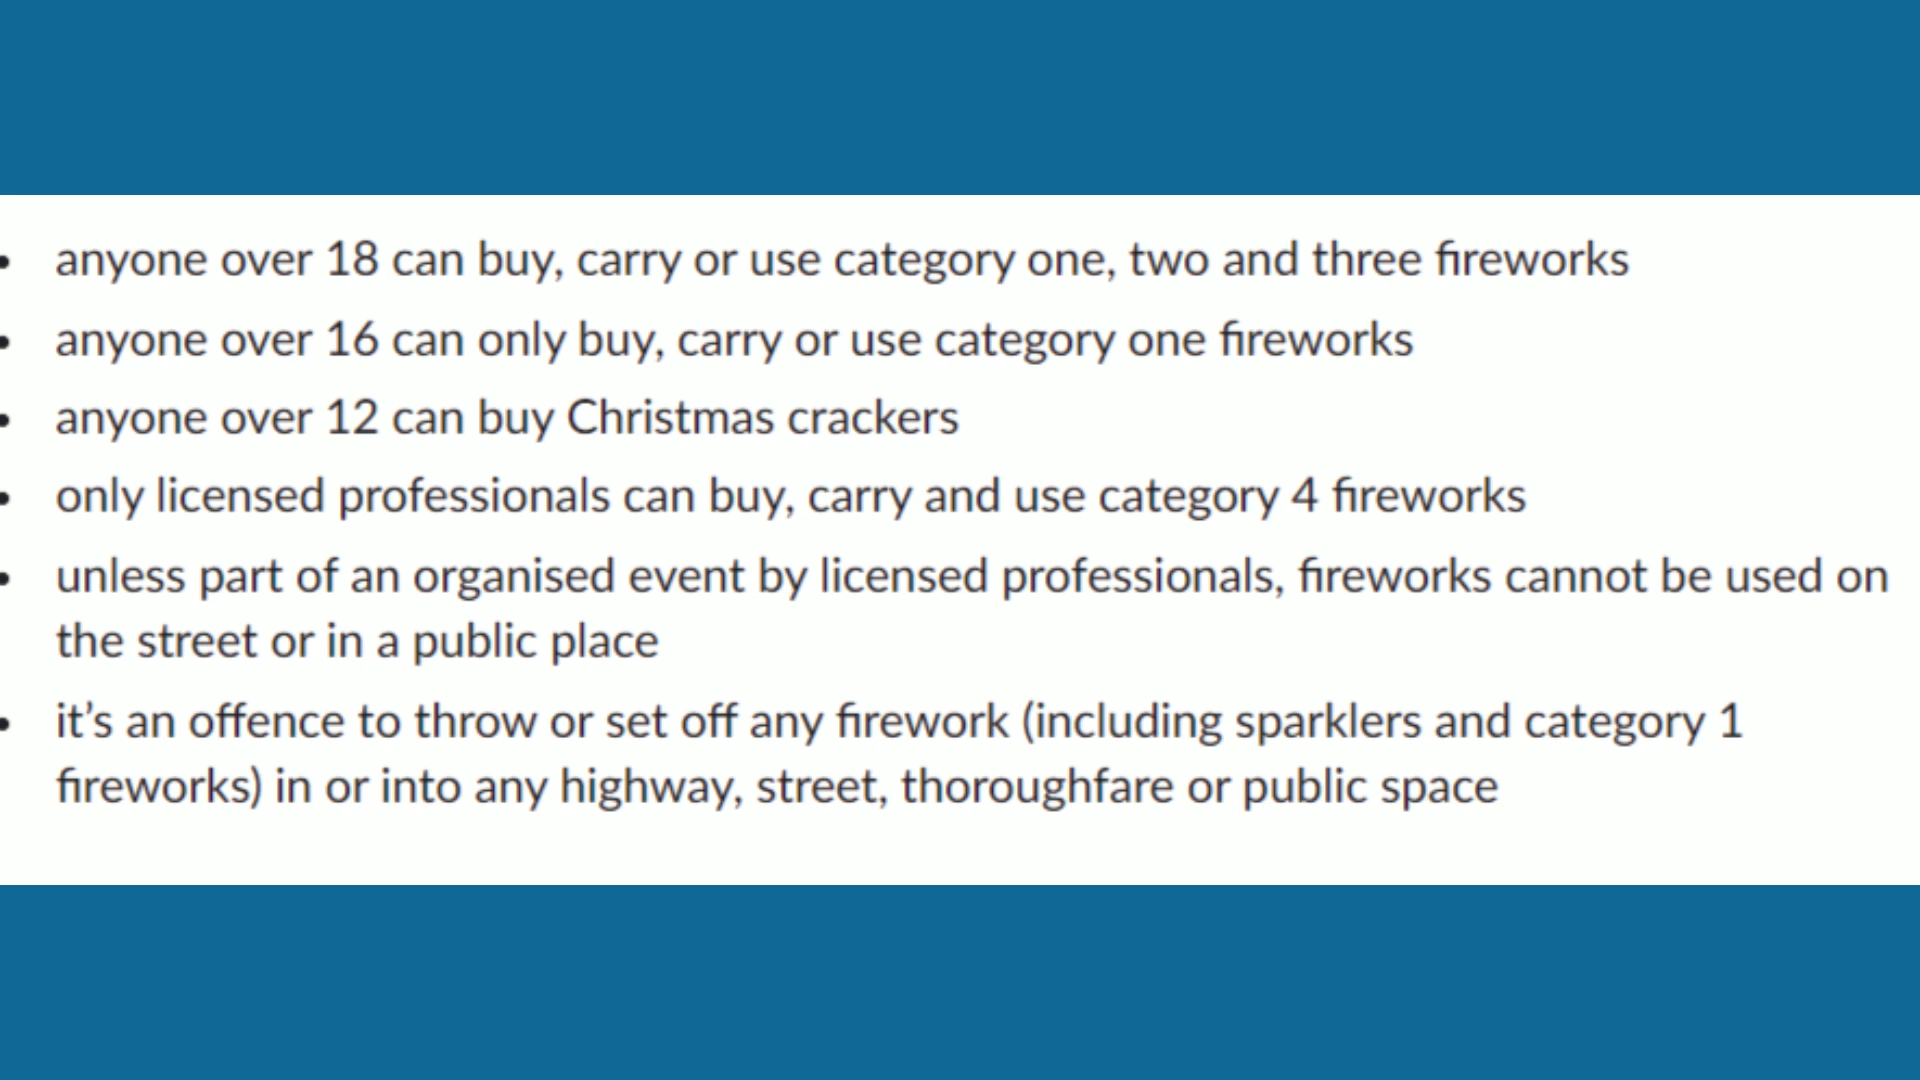 • anyone over 18 can buy, carry or use category one, two and three fireworks
• anyone over 16 can only buy, carry or use category one fireworks
• anyone over 12 can buy Christmas crackers
• only licensed professionals can buy, carry and use category 4 fireworks
• unless part of an organised event by licensed professionals, fireworks cannot be used on
the street or in a public place
• it’s an offence to throw or set off any firework (including sparklers and category 1
fireworks) in or into any highway, street, thoroughfare or public space